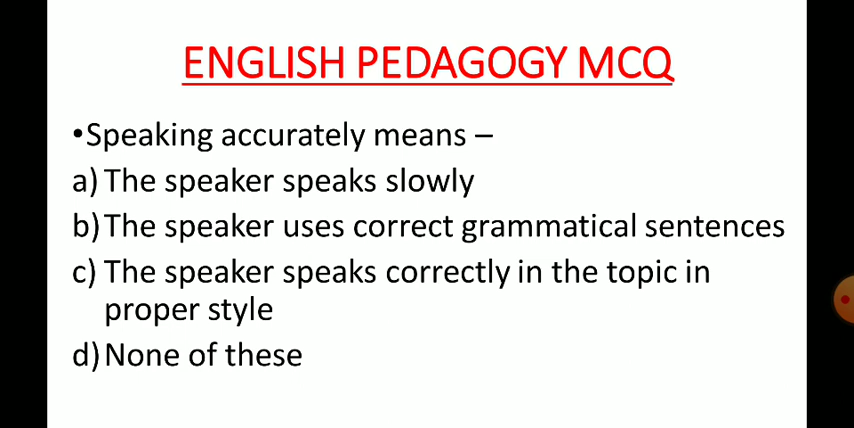 ENGLISH PEDAGOGY MCQ
•Speaking accurately means –
a) The speaker speaks slowly
b) The speaker uses correct grammatical sentences
c) The speaker speaks correctly in the topic in
proper style
d) None of these